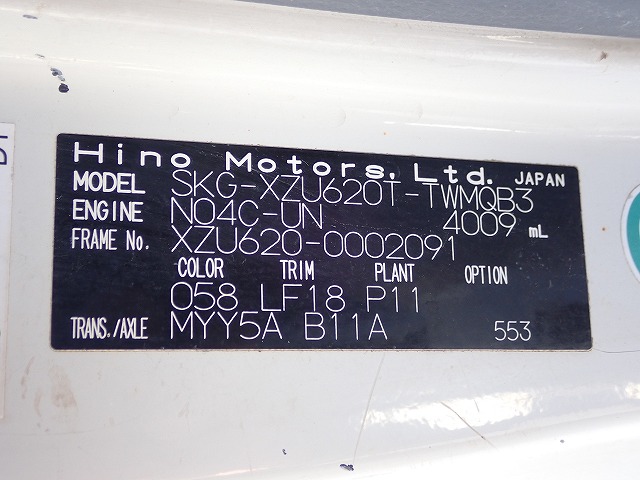 Hino Motors, Ltd. JAPAN
MODEL SKG-XZU620T-TWMQB3
ENGINE N04C-UN 4009 mL
FRAME No. XZU620-0002091
COLOR TRIM PLANT OPTION
058 LF18 P11
TRANS./AXLE MYY5A B11A 553